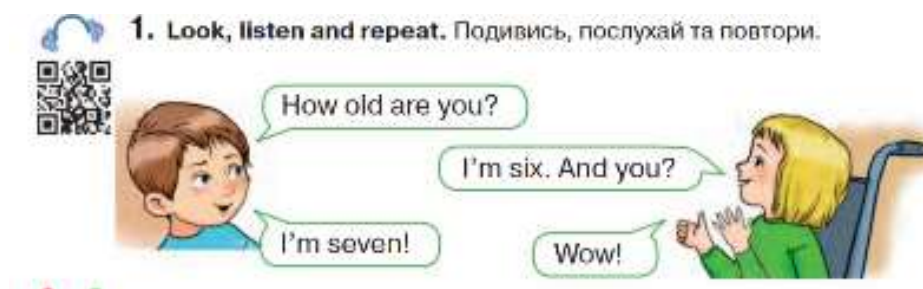 1. Look, listen and repeat. Подивись, послухай та повтори.
How old are you?
I'm six. And you?
I'm seven!
Wow!